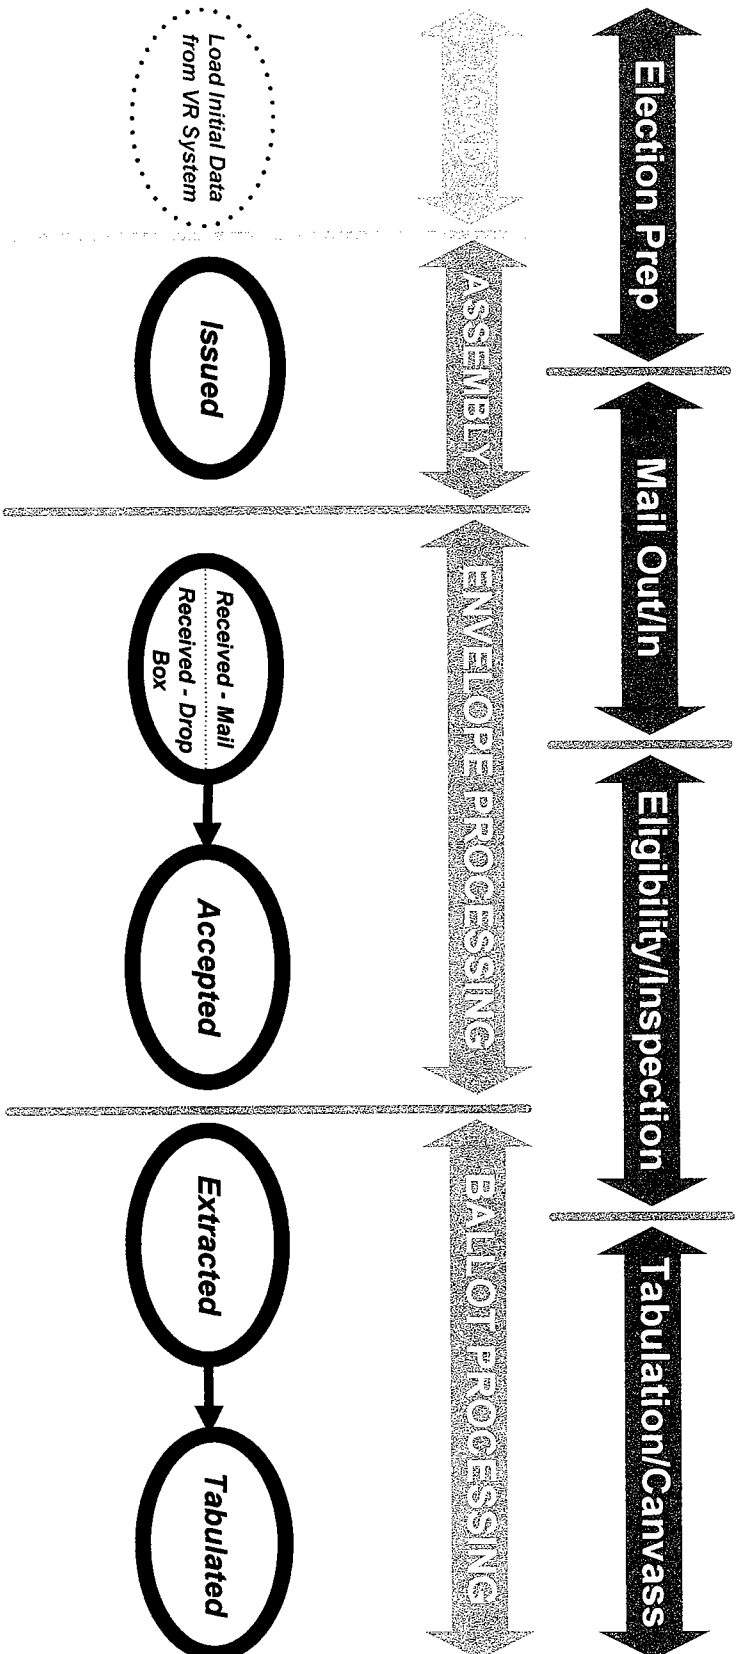 Election Prep
Mail Out/In
Eligibility/Inspection
Tabulation/Canvass
LOAD
ASSEMBLY
ENVELOPE PROCESSING
BALLOT PROCESSING
Load Initial Data
from VR System
Issued
Received - Mail
Received - Drop
Box
Accepted
Extracted
Tabulated